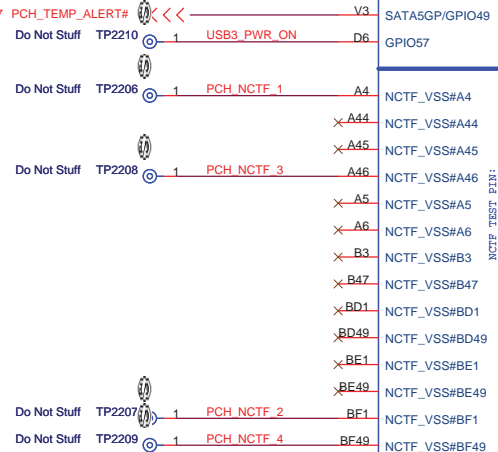 7 PCH_TEMP_ALERT# V3 SATA5GP/GPIO49
Do Not Stuff TP2210 1 USB3_PWR_ON D6 GPIO57
Do Not Stuff TP2206 1 PCH_NCTF_1 A4 NCTF_VSS#A4
A44 NCTF_VSS#A44
A45 NCTF_VSS#A45
Do Not Stuff TP2208 1 PCH_NCTF_3 A46 NCTF_VSS#A46
A5 NCTF_VSS#A5
A6 NCTF_VSS#A6
B3 NCTF_VSS#B3
B47 NCTF_VSS#B47
BD1 NCTF_VSS#BD1
BD49 NCTF_VSS#BD49
BE1 NCTF_VSS#BE1
BE49 NCTF_VSS#BE49
Do Not Stuff TP2207 1 PCH_NCTF_2 BF1 NCTF_VSS#BF1
Do Not Stuff TP2209 1 PCH_NCTF_4 BF49 NCTF_VSS#BF49
NCTF TEST PIN: